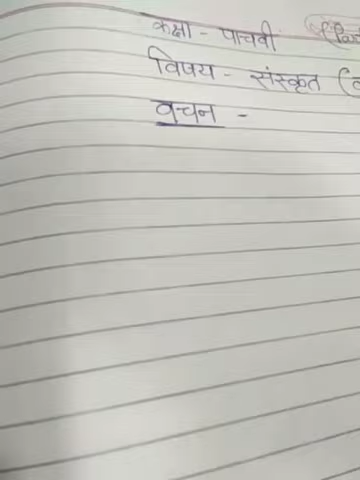 कक्षा - पाचवी
विषय - संस्कृत
वचन -